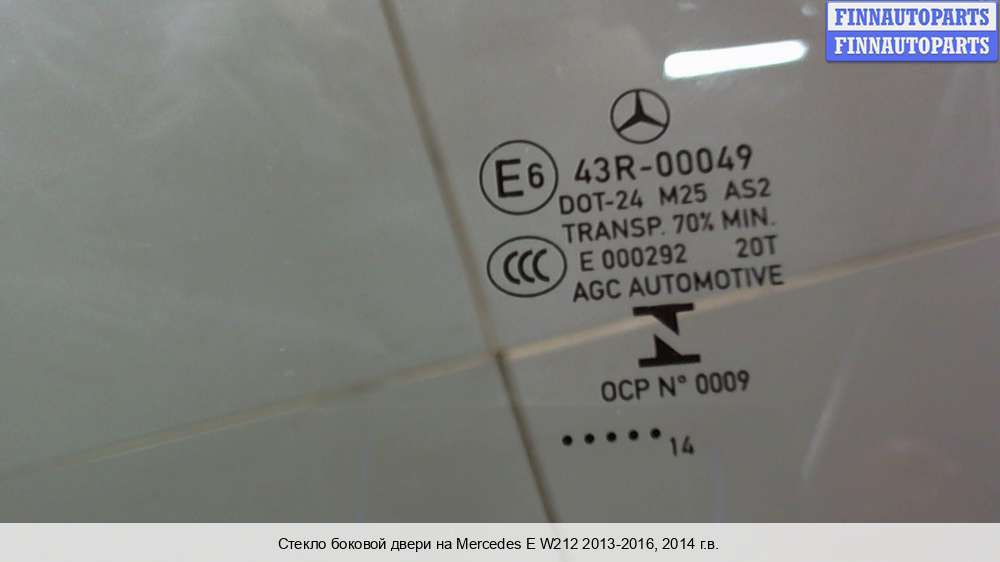 FINNAUTOPARTS
FINNAUTOPARTS
E6 43R-00049
DOT-24 M25 AS2
TRANSP. 70% MIN.
CCC E 000292 20T
AGC AUTOMOTIVE
OCP N° 0009
..... 14
Стекло боковой двери на Mercedes E W212 2013-2016, 2014 г.в.